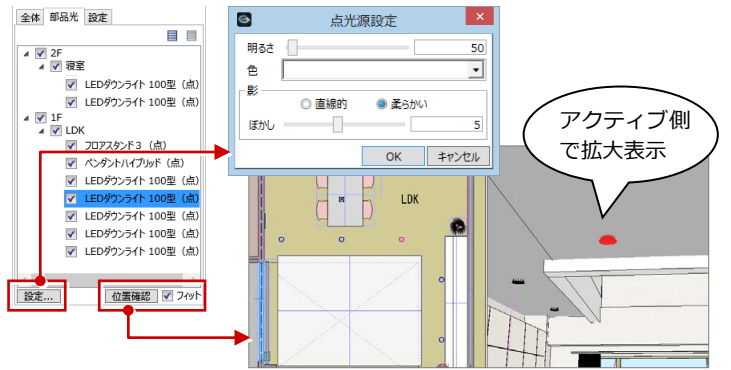 全体 部品光 設定
2F
寝室
LEDダウンライト 100型（点）
LEDダウンライト 100型（点）
1F
LDK
フロアスタンド3（点）
ペンダントハイブリッド（点）
LEDダウンライト 100型（点）
LEDダウンライト 100型（点）
LEDダウンライト 100型（点）
LEDダウンライト 100型（点）
LEDダウンライト 100型（点）
設定...
位置確認
フィット
点光源設定
明るさ 50
色
影
直線的 柔らかい
ぼかし 5
OK キャンセル
LDK
アクティブ側
で拡大表示